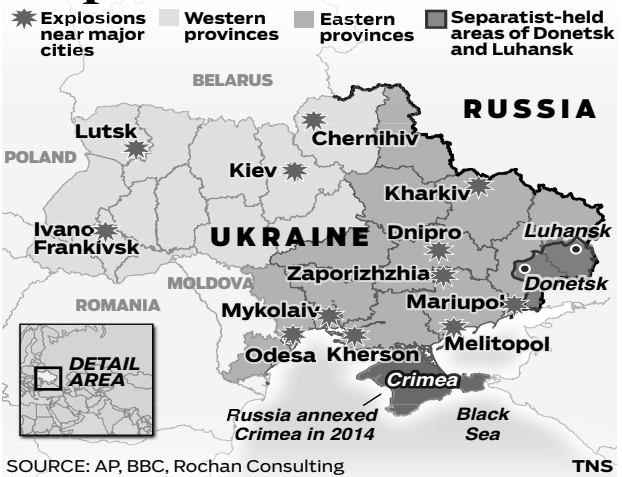 Explosions
near major
cities
Western
provinces
Eastern
provinces
Separatist-held
areas of Donetsk
and Luhansk
BELARUS
RUSSIA
Lutsk
Chernihiv
POLAND
Kiev
Kharkiv
Ivano
Frankivsk
UKRAINE
Dnipro
Luhansk
Zaporizhzhia
MOLDOVA
Donetsk
ROMANIA
Mykolaiv
Mariupol
Odesa
Kherson
Melitopol
DETAIL
AREA
Crimea
Russia annexed
Crimea in 2014
Black
Sea
SOURCE: AP, BBC, Rochan Consulting
TNS